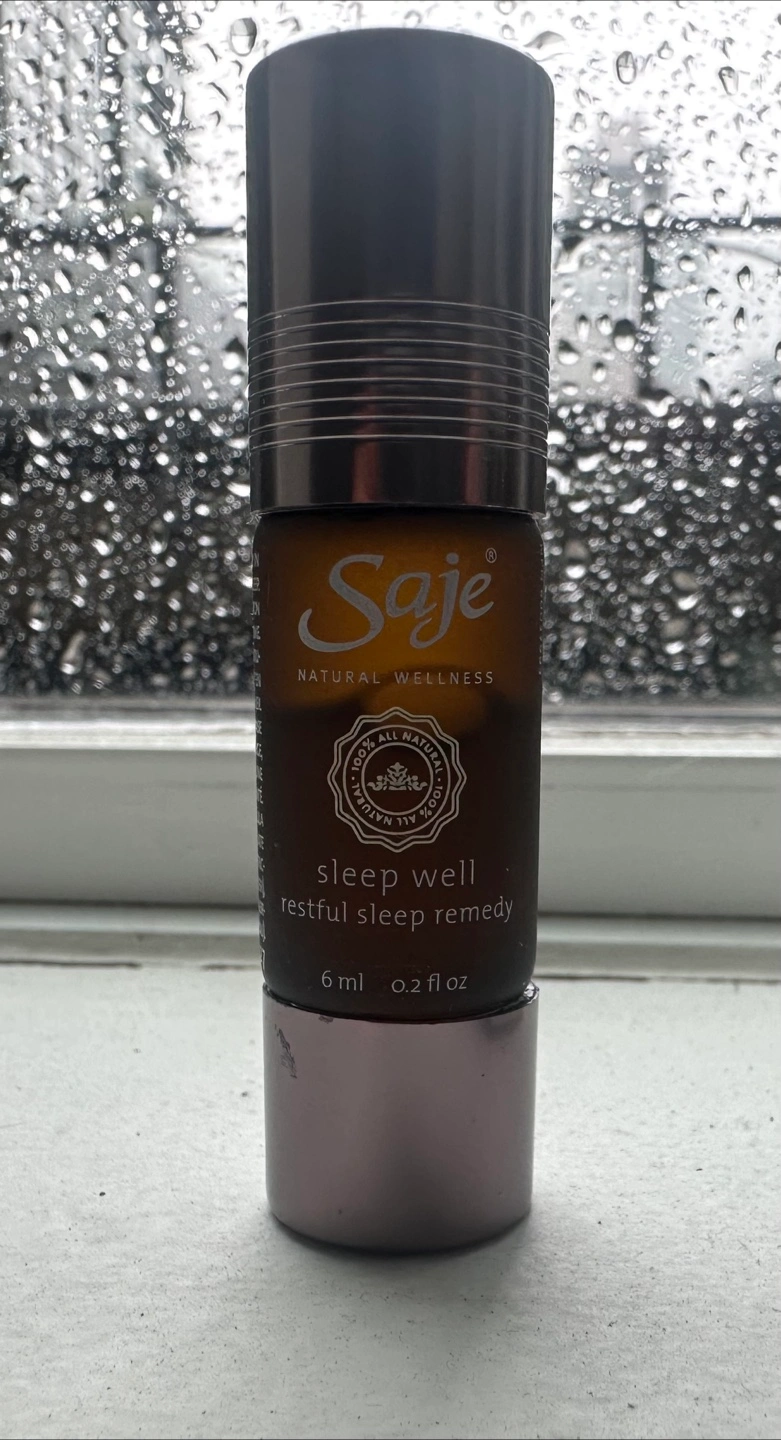 Saje®
NATURAL WELLNESS
100% ALL NATURAL · 100% ALL NATURAL ·
sleep well
restful sleep remedy
6 ml 0.2 fl oz